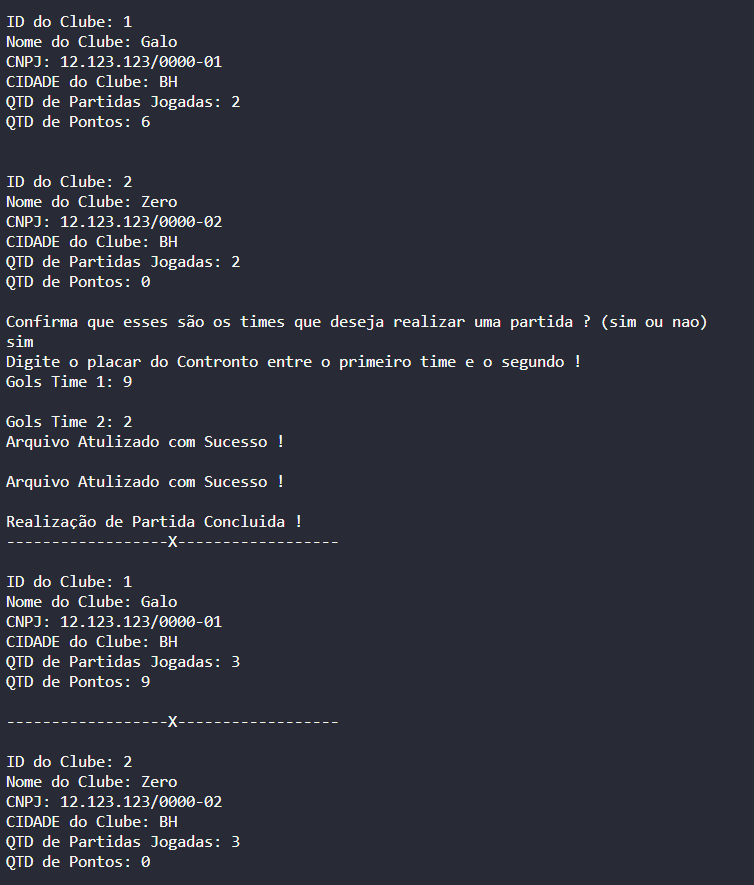 ID do Clube: 1
Nome do Clube: Galo
CNPJ: 12.123.123/0000-01
CIDADE do Clube: BH
QTD de Partidas Jogadas: 2
QTD de Pontos: 6
ID do Clube: 2
Nome do Clube: Zero
CNPJ: 12.123.123/0000-02
CIDADE do Clube: BH
QTD de Partidas Jogadas: 2
QTD de Pontos: 0
Confirma que esses são os times que deseja realizar uma partida ? (sim ou nao)
sim
Digite o placar do Contronto entre o primeiro time e o segundo !
Gols Time 1: 9
Gols Time 2: 2
Arquivo Atulizado com Sucesso !
Arquivo Atulizado com Sucesso !
Realização de Partida Concluida !
------------------X------------------
ID do Clube: 1
Nome do Clube: Galo
CNPJ: 12.123.123/0000-01
CIDADE do Clube: BH
QTD de Partidas Jogadas: 3
QTD de Pontos: 9
------------------X------------------
ID do Clube: 2
Nome do Clube: Zero
CNPJ: 12.123.123/0000-02
CIDADE do Clube: BH
QTD de Partidas Jogadas: 3
QTD de Pontos: 0